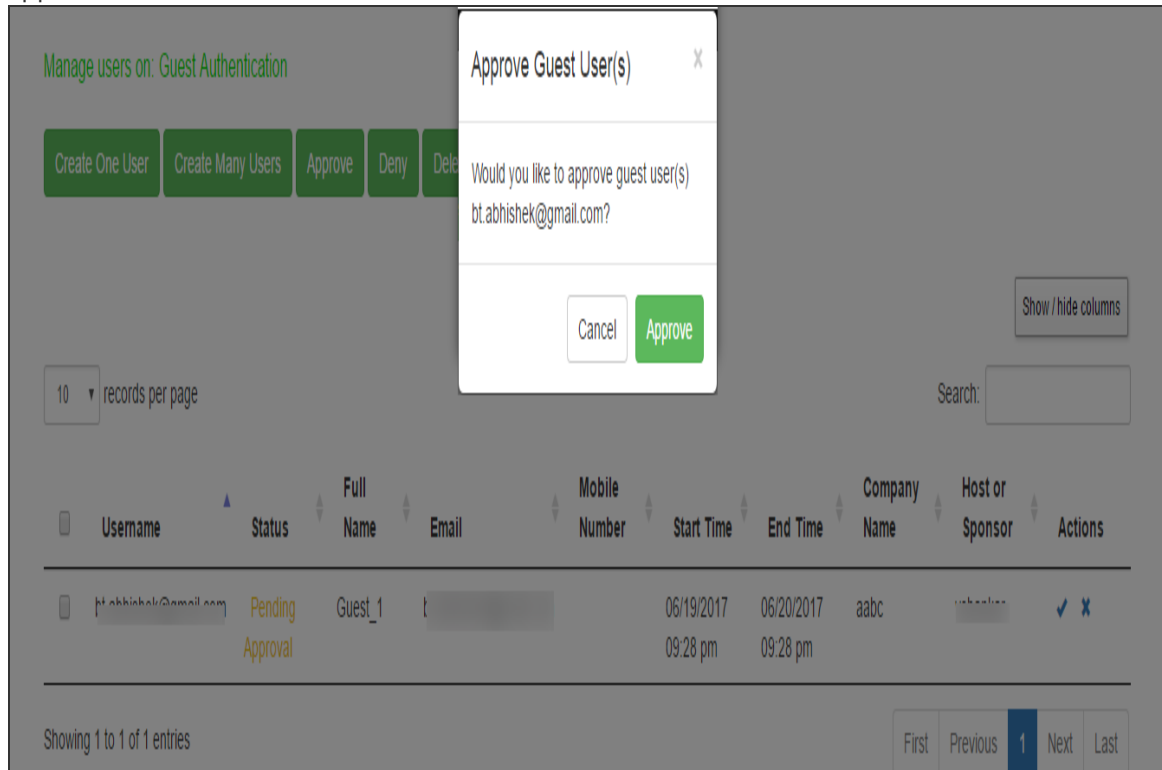 Manage users on: Guest Authentication
Approve Guest User(s) x
Create One User Create Many Users Approve Deny Dele
Would you like to approve guest user(s)
bt.abhishek@gmail.com?
Cancel Approve
Show / hide columns
10 records per page
Search:
Username Status Full Name Email Mobile Number Start Time End Time Company Name Host or Sponsor Actions
Pending Approval Guest_1 06/19/2017 09:28 pm 06/20/2017 09:28 pm aabc
Showing 1 to 1 of 1 entries
First Previous 1 Next Last